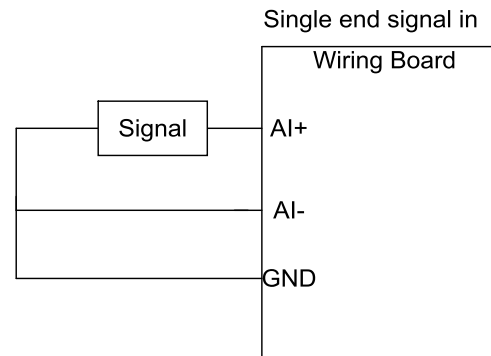 Single end signal in
Wiring Board
Signal
AI+
AI-
GND